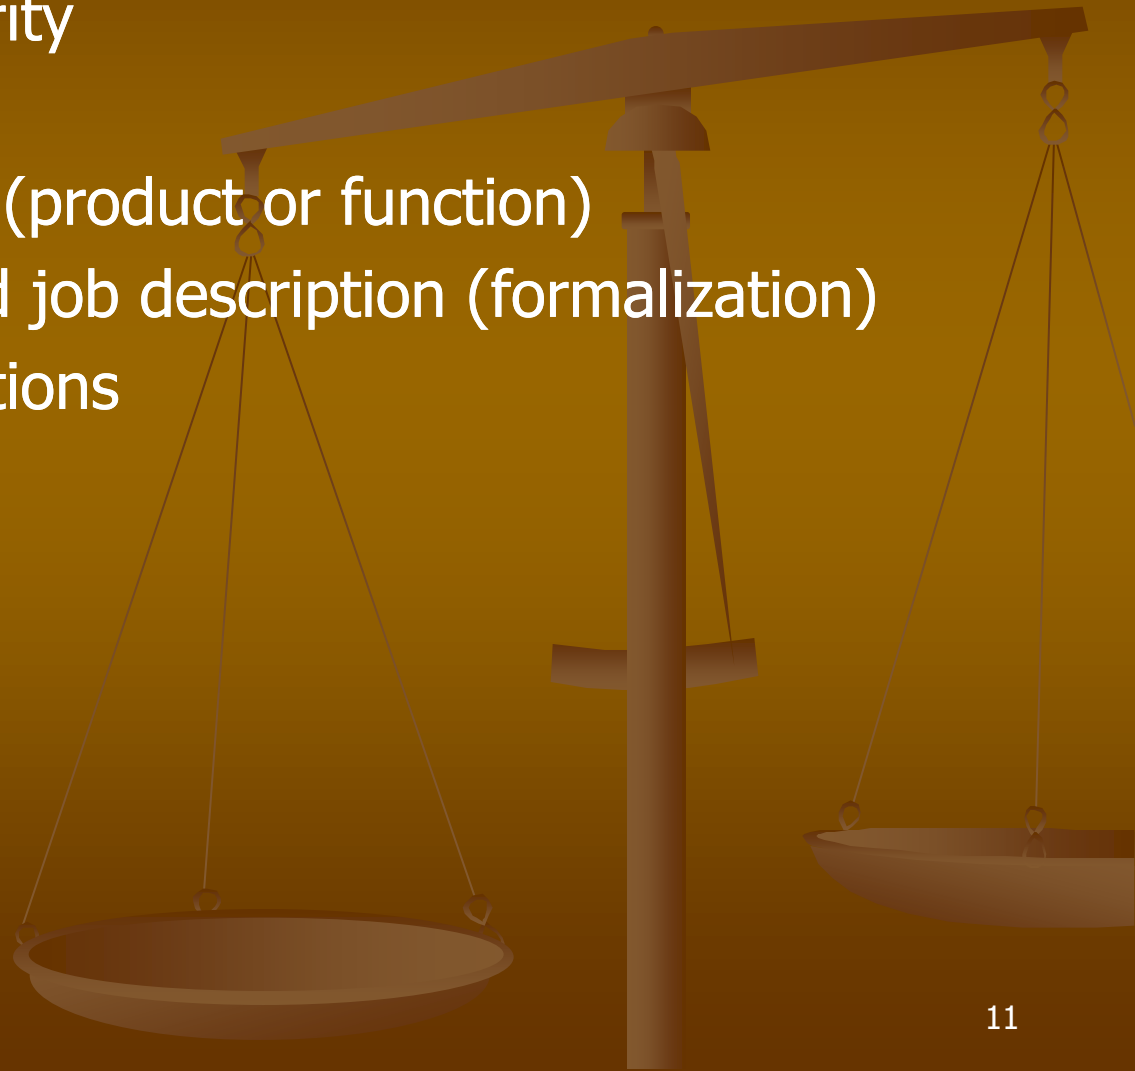 rity
(product or function)
d job description (formalization)
tions
11